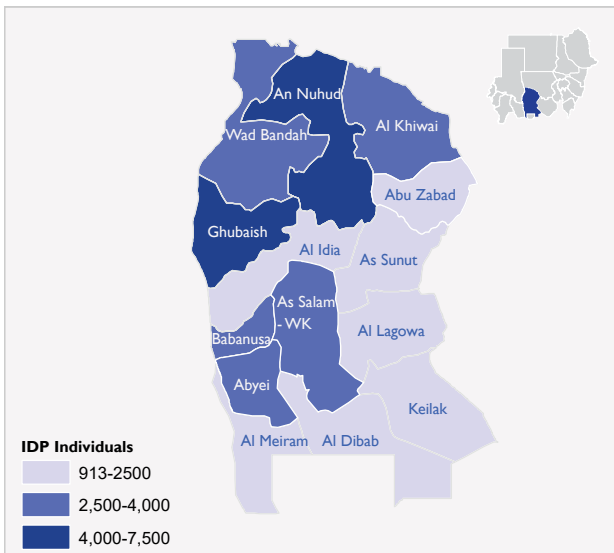 An Nuhud
Al Khiwai
Wad Bandah
Abu Zabad
Ghubaish
Al Idia
As Sunut
As Salam
- WK
Al Lagowa
Babanusa
Abyei
Keilak
Al Meiram
Al Dibab
IDP Individuals
913-2500
2,500-4,000
4,000-7,500